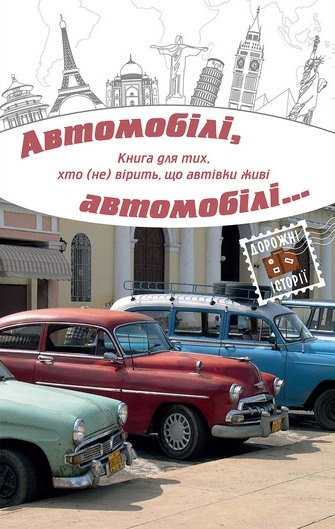 Автомобілі,
Книга для тих,
хто (не) вірить, що автівки живі
автомобілі...
ДОРОЖНІ
ІСТОРІЇ